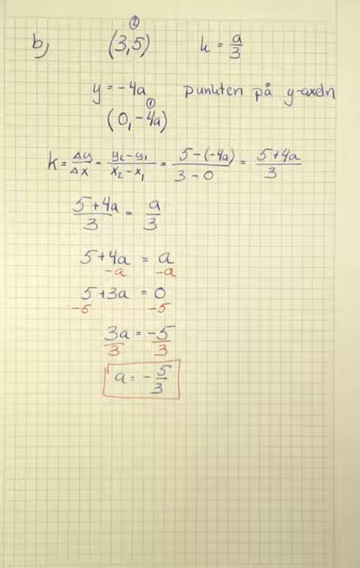 ②
b) (3,5) k = a/3
y = -4a punkten på y-axeln
①
(0,-4a)
k = Δy/Δx = y₂-y₁/x₂-x₁ = 5-(-4a)/3-0 = 5+4a/3
5+4a/3 = a/3
5+4a = a
-a -a
5+3a = 0
-5 -5
3a/3 = -5/3
a = -5/3